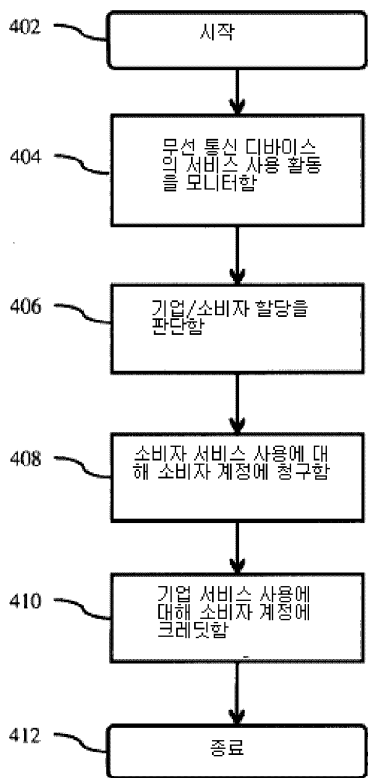 402
시작
404
무선 통신 디바이스
의 서비스 사용 활동
을 모니터함
406
기업/소비자 할당을
판단함
408
소비자 서비스 사용에 대
해 소비자 계정에 청구함
410
기업 서비스 사용에
대해 소비자 계정에
크레딧함
412
종료